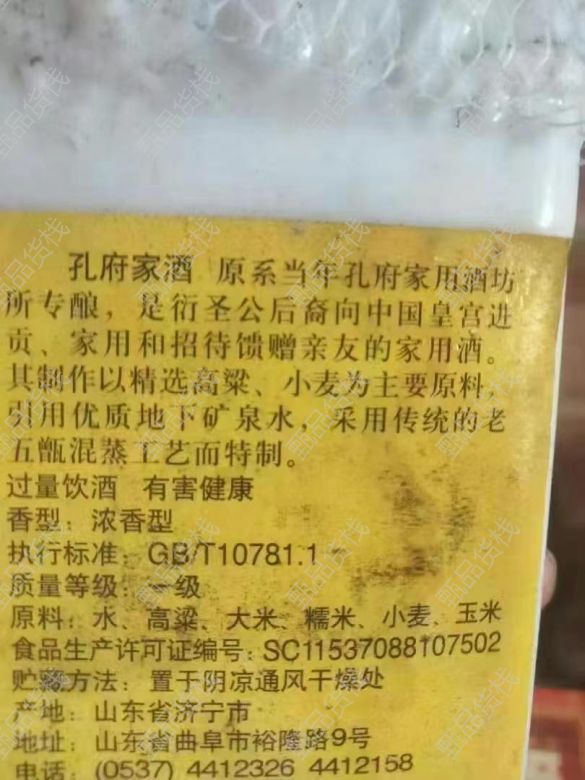 孔府家酒 原系当年孔府家用酒坊
所专酿，是衍圣公后裔向中国皇宫进
贡、家用和招待馈赠亲友的家用酒。
其制作以精选高粱、小麦为主要原料，
引用优质地下矿泉水，采用传统的老
五甑混蒸工艺而特制。
过量饮酒 有害健康
香型：浓香型
执行标准：GB/T10781.1
质量等级：一级
原料：水、高粱、大米、糯米、小麦、玉米
食品生产许可证编号：SC11537088107502
贮藏方法：置于阴凉通风干燥处
产地：山东省济宁市
地址：山东省曲阜市裕隆路9号
电话：(0537) 4412326 4412158